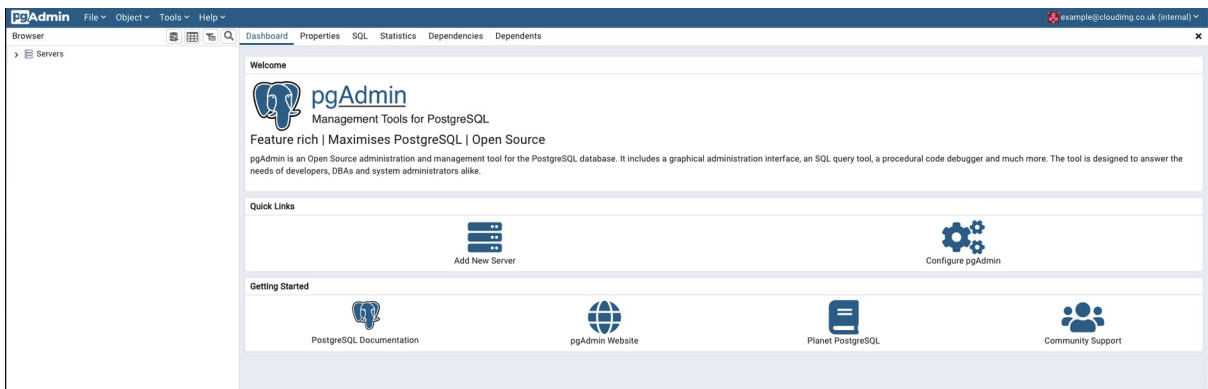 pgAdmin File Object Tools Help example@cloudimg.co.uk (internal)
Browser Dashboard Properties SQL Statistics Dependencies Dependents
Servers
Welcome
pgAdmin
Management Tools for PostgreSQL
Feature rich | Maximises PostgreSQL | Open Source
pgAdmin is an Open Source administration and management tool for the PostgreSQL database. It includes a graphical administration interface, an SQL query tool, a procedural code debugger and much more. The tool is designed to answer the
needs of developers, DBAs and system administrators alike.
Quick Links
Add New Server Configure pgAdmin
Getting Started
PostgreSQL Documentation pgAdmin Website Planet PostgreSQL Community Support